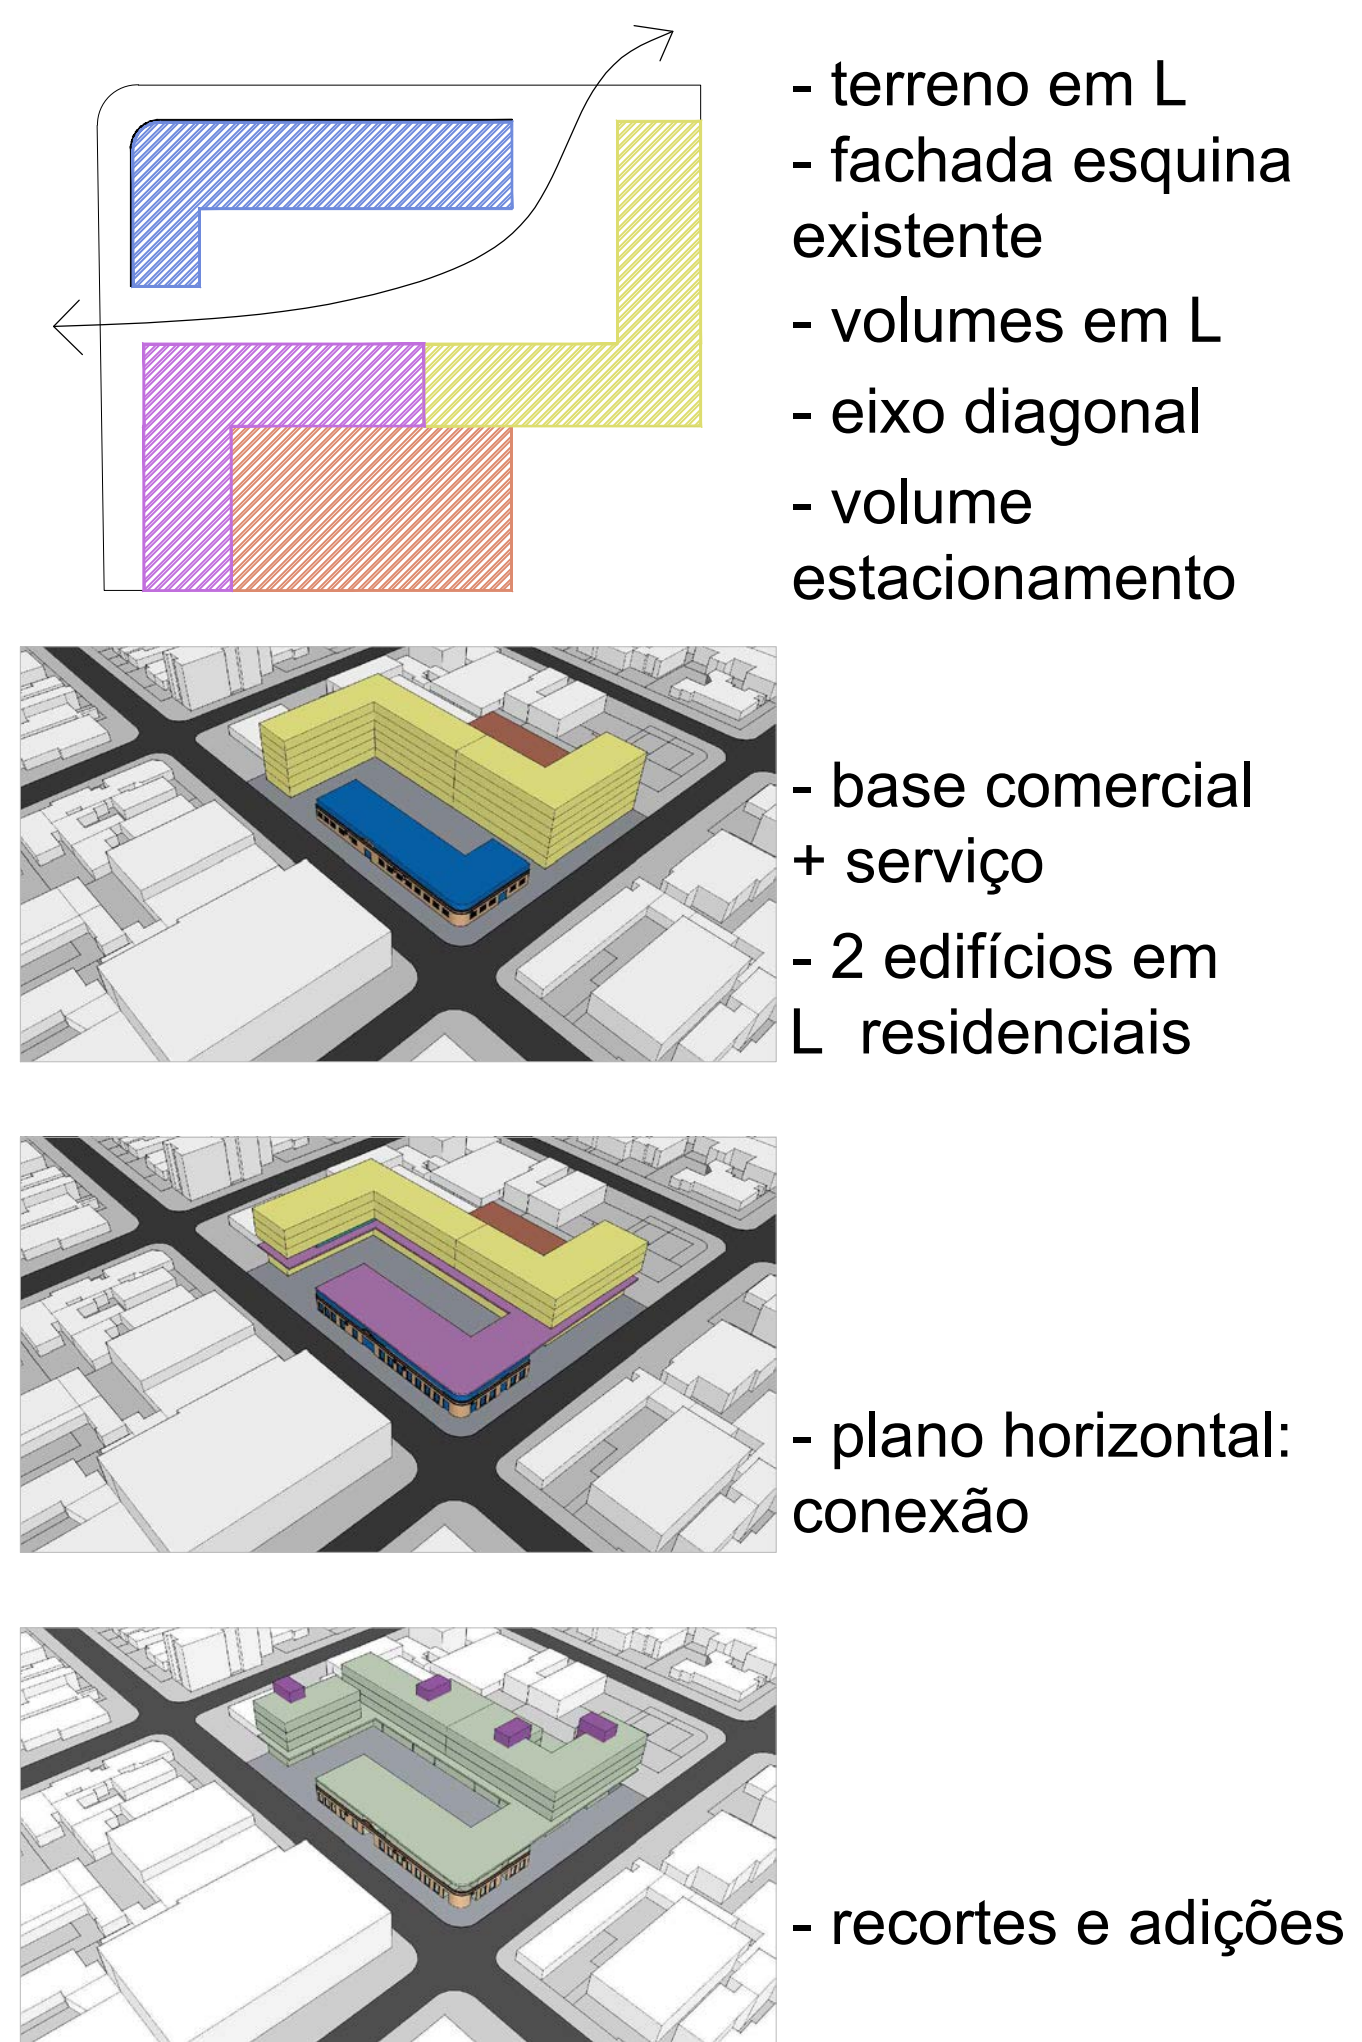 - terreno em L
- fachada esquina
existente
- volumes em L
- eixo diagonal
- volume
estacionamento
- base comercial
+ serviço
- 2 edifícios em
L  residenciais
- plano horizontal:
conexão
- recortes e adições